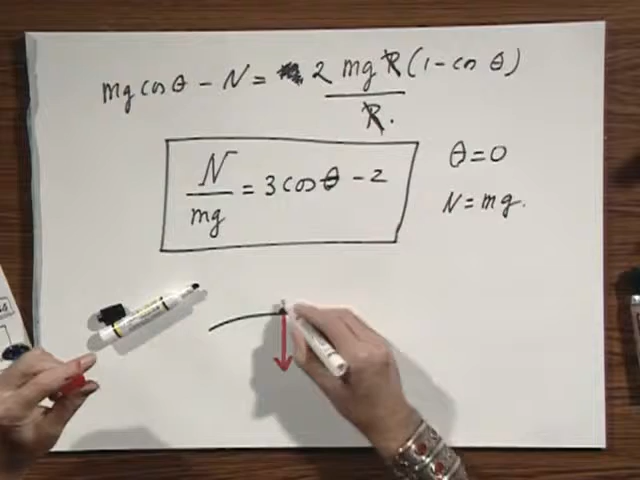 mg cos θ - N = 2 mg R (1 - cos θ)
R.
N/mg = 3 cos θ - 2
θ = 0
N = mg.